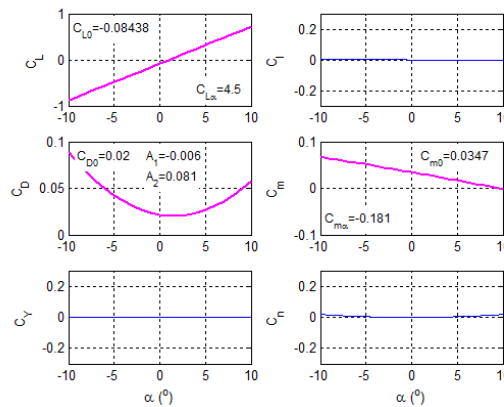 1
C_L0=-0.08438
C_L
0
C_Lα=4.5
-1
-10 -5 0 5 10
0.2
C_l
0
-0.2
-10 -5 0 5 10
0.1
C_D0=0.02 A_1=-0.006
A_2=0.081
C_D
0.05
0
-10 -5 0 5 10
0.1
C_m0=0.0347
C_m
0
C_mα=-0.181
-0.1
-10 -5 0 5 10
0.2
C_Y
0
-0.2
-10 -5 0 5 10
α (º)
0.2
C_n
0
-0.2
-10 -5 0 5 10
α (º)